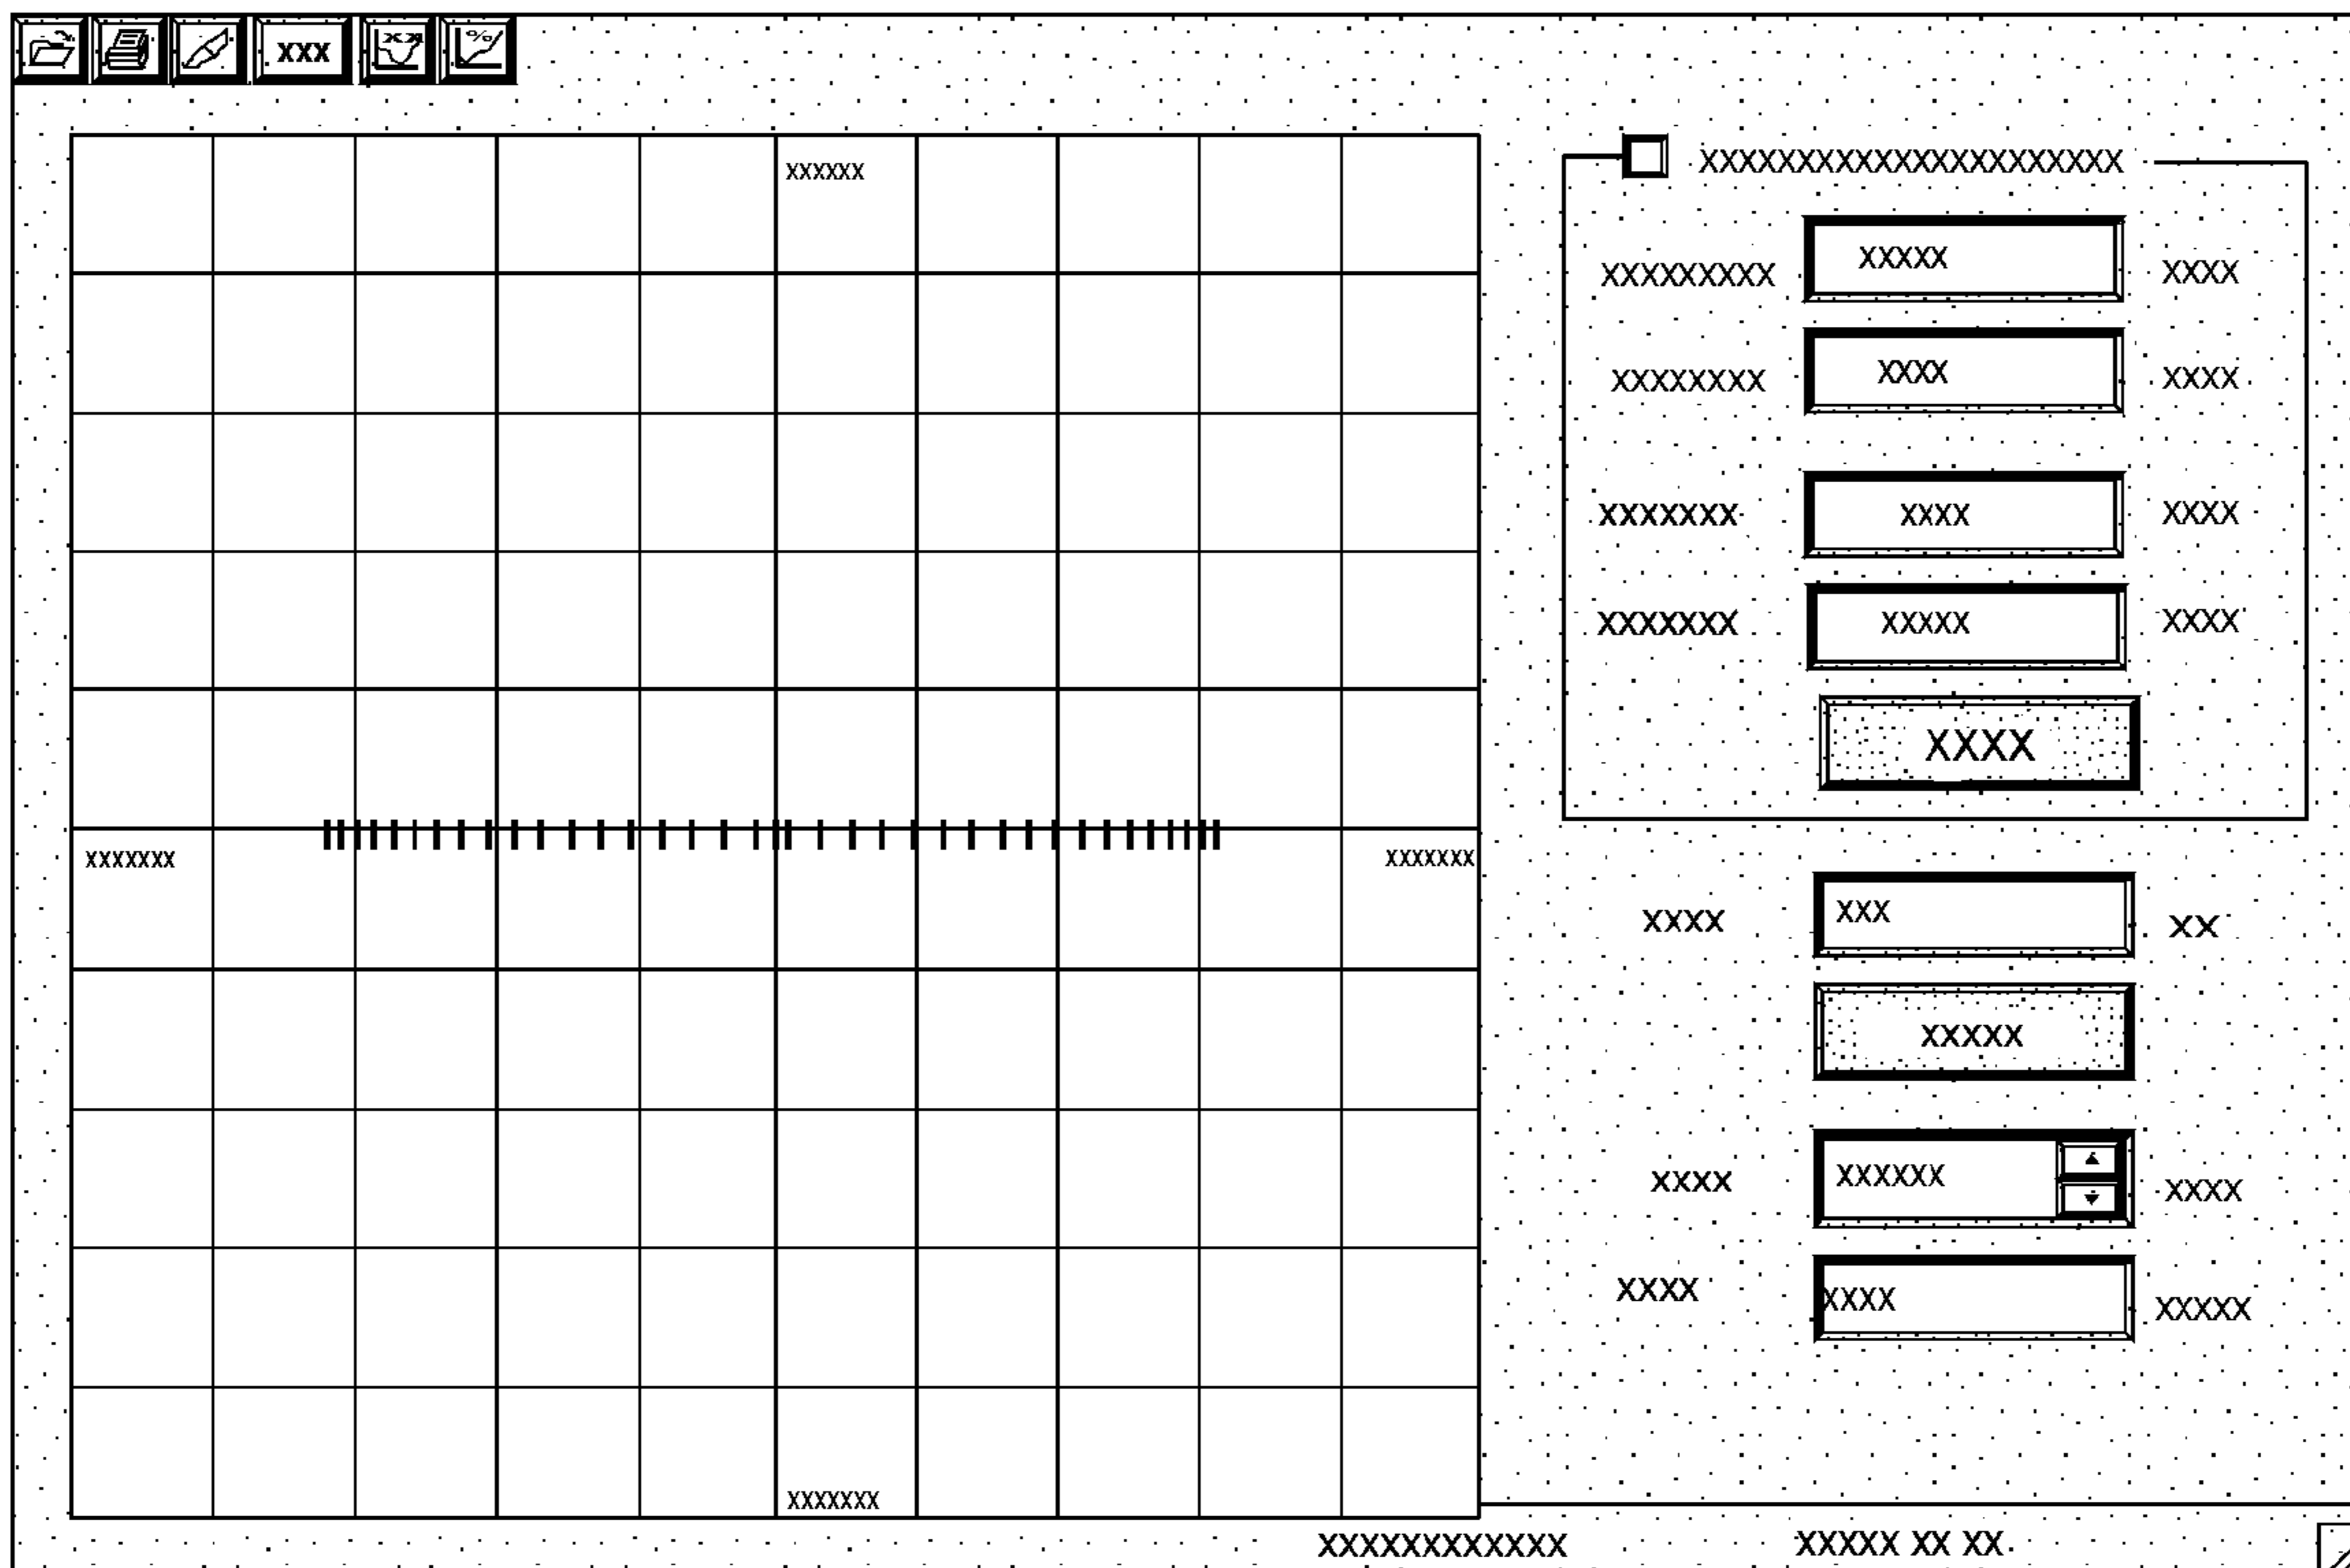 XXX
XXXXXX
XXXXXXX
XXXXXXX
XXXXXXX
XXXXXXXXXXXXXXXXXXXXXX
XXXXXXXXX XXXXX XXXX
XXXXXXXX XXXX XXXX
XXXXXXX XXXX XXXX
XXXXXXX XXXXX XXXX
XXXX
XXXX XXX XX
XXXXX
XXXX XXXXXX XXXX
XXXX XXXX XXXXX
XXXXXXXXXXXX XXXXX XX XX